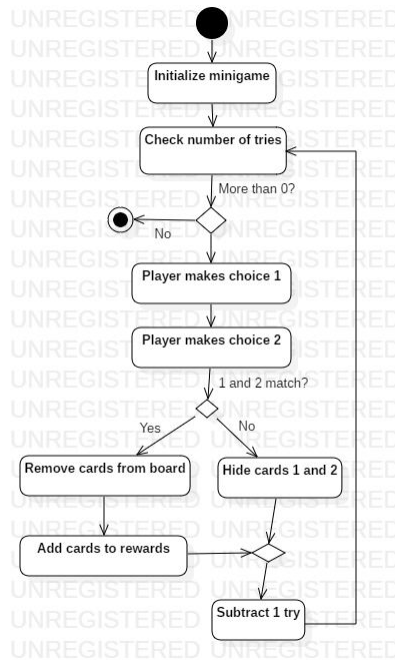 Initialize minigame
Check number of tries
More than 0?
No
Player makes choice 1
Player makes choice 2
1 and 2 match?
Yes
No
Remove cards from board
Hide cards 1 and 2
Add cards to rewards
Subtract 1 try
UNREGISTERED